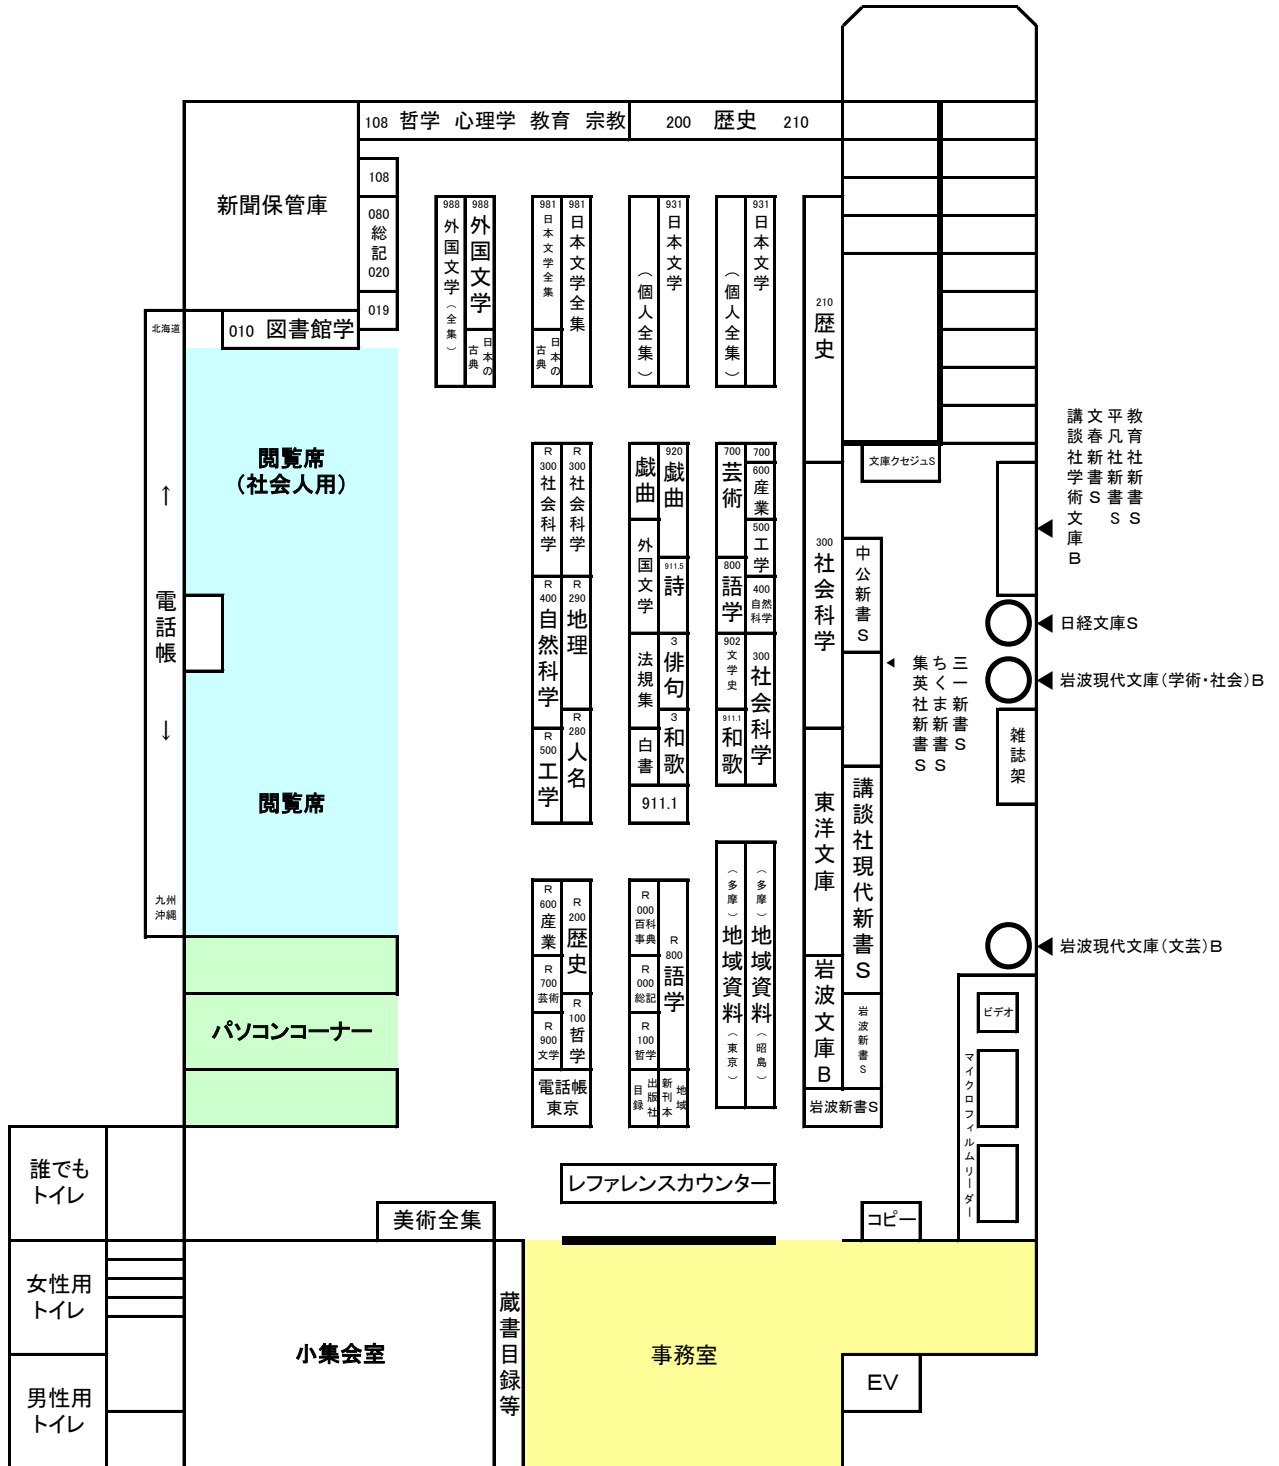 108 哲学 心理学 教育 宗教
200 歴史 210
新聞保管庫
108
080
総記
020
019
010 図書館学
北海道
988
外国文学(全集)
988
外国文学
日本の
古典
981
日本文学全集
日本の
古典
981
日本文学全集
(個人全集)
931
日本文学
(個人全集)
931
日本文学
210
歴史
文庫クセジュS
教育社新書S
平凡社新書S
文春新書S
講談社学術文庫B
閲覧席
(社会人用)
↑
電話帳
↓
閲覧席
九州
沖縄
R
300
社会科学
R
300
社会科学
R
400
自然科学
R
290
地理
R
500
工学
R
280
人名
戯曲
920
戯曲
外国文学
911.5
詩
法規集
3
俳句
白書
3
和歌
911.1
700
芸術
700
600
産業
500
工学
800
語学
400
自然
科学
902
文学史
300
社会科学
911.1
和歌
300
社会科学
中公新書S
三一新書S
ちくま新書S
集英社新書S
日経文庫S
岩波現代文庫(学術・社会)B
雑誌架
東洋文庫
講談社現代新書S
岩波現代文庫(文芸)B
岩波文庫B
岩波新書S
岩波新書S
R
600
産業
R
200
歴史
R
700
芸術
R
100
哲学
R
900
文学
電話帳
東京
R
000
百科
事典
R
800
語学
R
000
総記
R
100
哲学
出版社
目録
地域
新刊本
(多摩)地域資料(東京)
(多摩)地域資料(昭島)
ビデオ
マイクロフィルムリーダー
パソコンコーナー
誰でも
トイレ
レファレンスカウンター
美術全集
コピー
女性用
トイレ
小集会室
蔵書目録等
事務室
EV
男性用
トイレ